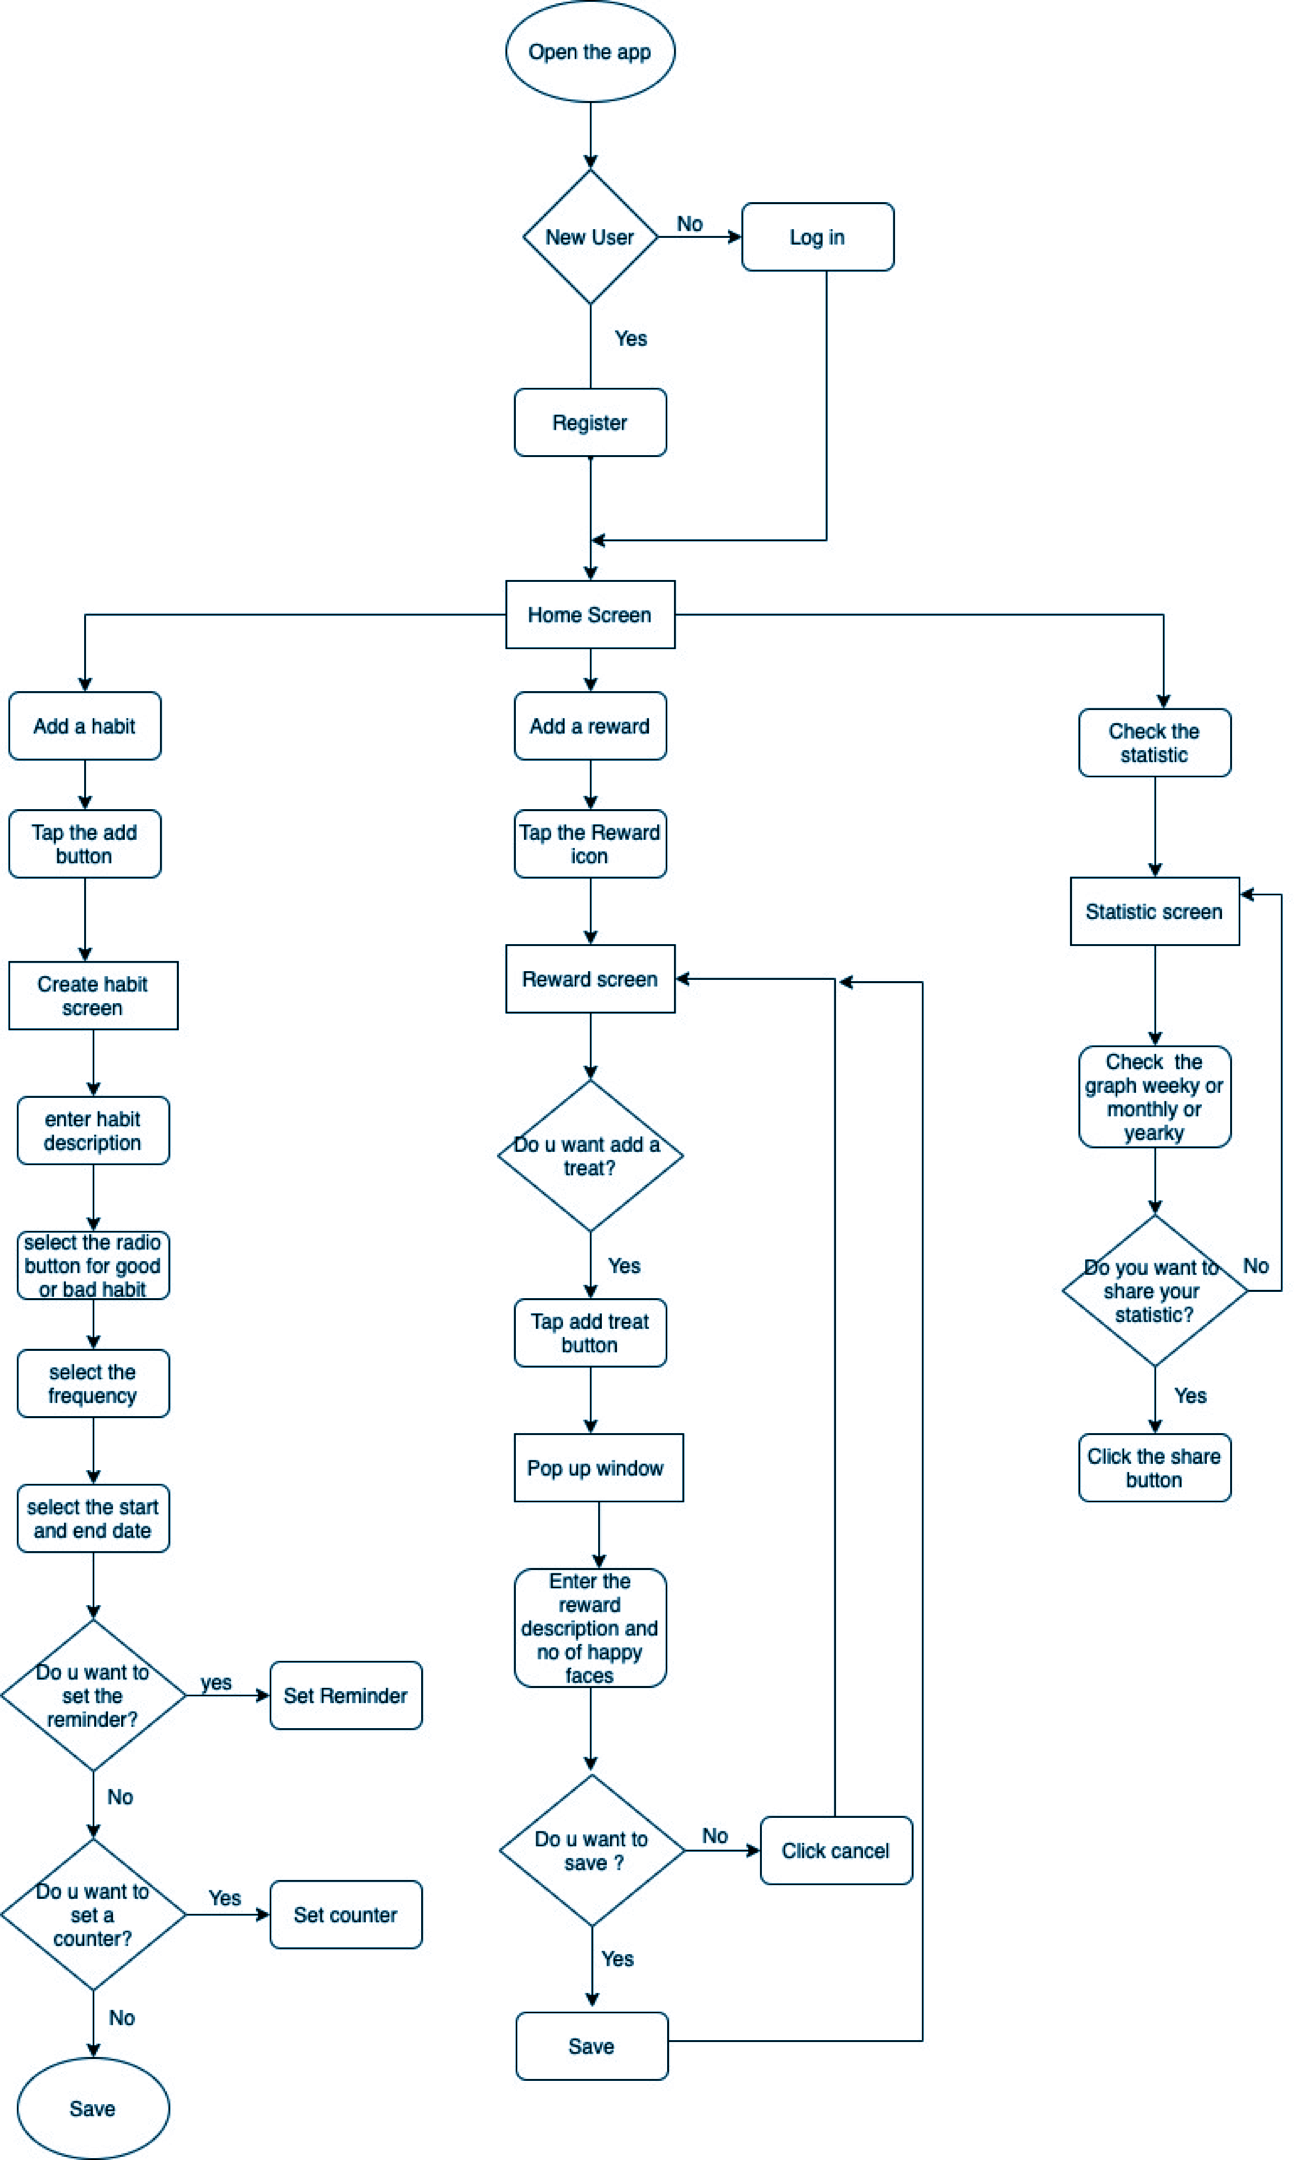 Open the app
New User
No
Log in
Yes
Register
Home Screen
Add a habit
Tap the add
button
Create habit
screen
enter habit
description
select the radio
button for good
or bad habit
select the
frequency
select the start
and end date
Do u want to
set the
reminder?
yes
Set Reminder
No
Do u want to
set a
counter?
Yes
Set counter
No
Save
Add a reward
Tap the Reward
icon
Reward screen
Do u want add a
treat?
Yes
Tap add treat
button
Pop up window
Enter the
reward
description and
no of happy
faces
Do u want to
save ?
No
Click cancel
Yes
Save
Check the
statistic
Statistic screen
Check  the
graph weeky or
monthly or
yearky
Do you want to
share your
statistic?
No
Yes
Click the share
button